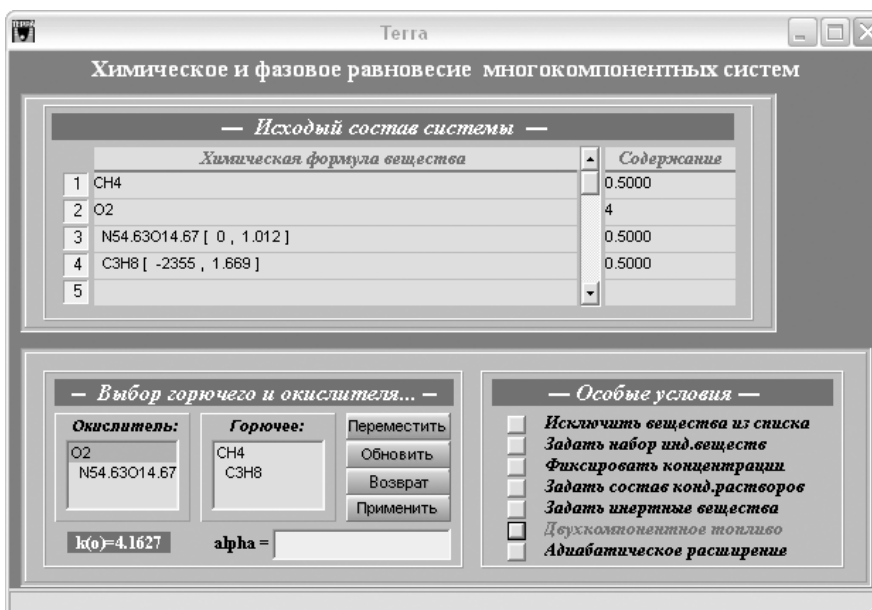 Terra
Химическое и фазовое равновесие многокомпонентных систем
— Исходый состав системы —
Химическая формула вещества Содержание
1 CH4 0.5000
2 O2 4
3 N54.63O14.67 [ 0 , 1.012 ] 0.5000
4 C3H8 [ -2355 , 1.669 ] 0.5000
5
— Выбор горючего и окислителя... —
Окислитель: Горючее: Переместить
O2 CH4 Обновить
N54.63O14.67 C3H8 Возврат
Применить
k(o)=4.1627 alpha =
— Особые условия —
Исключить вещества из списка
Задать набор инд.веществ
Фиксировать концентрации
Задать состав конд.растворов
Задать инертные вещества
Двухкомпонентное топливо
Адиабатическое расширение